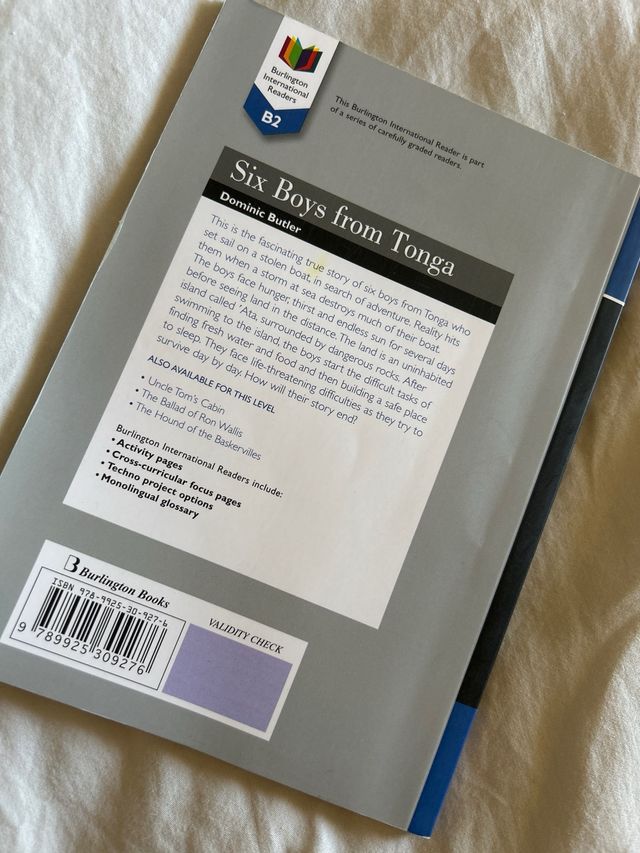 Burlington
International
Readers
B2
This Burlington International Reader is part
of a series of carefully graded readers.
Six Boys from Tonga
Dominic Butler
This is the fascinating true story of six boys from Tonga who
set sail on a stolen boat, in search of adventure. Reality hits
them when a storm at sea destroys much of their boat.
The boys face hunger, thirst and endless sun for several days
before seeing land in the distance. The land is an uninhabited
island called 'Ata, surrounded by dangerous rocks. After
swimming to the island, the boys start the difficult tasks of
finding fresh water and food and then building a safe place
to sleep. They face life-threatening difficulties as they try to
survive day by day. How will their story end?
ALSO AVAILABLE FOR THIS LEVEL
• Uncle Tom's Cabin
• The Ballad of Ron Wallis
• The Hound of the Baskervilles
Burlington International Readers include:
• Activity pages
• Cross-curricular focus pages
• Techno project options
• Monolingual glossary
Burlington Books
ISBN 978-9925-30-927-6
9 789925 309276
VALIDITY CHECK